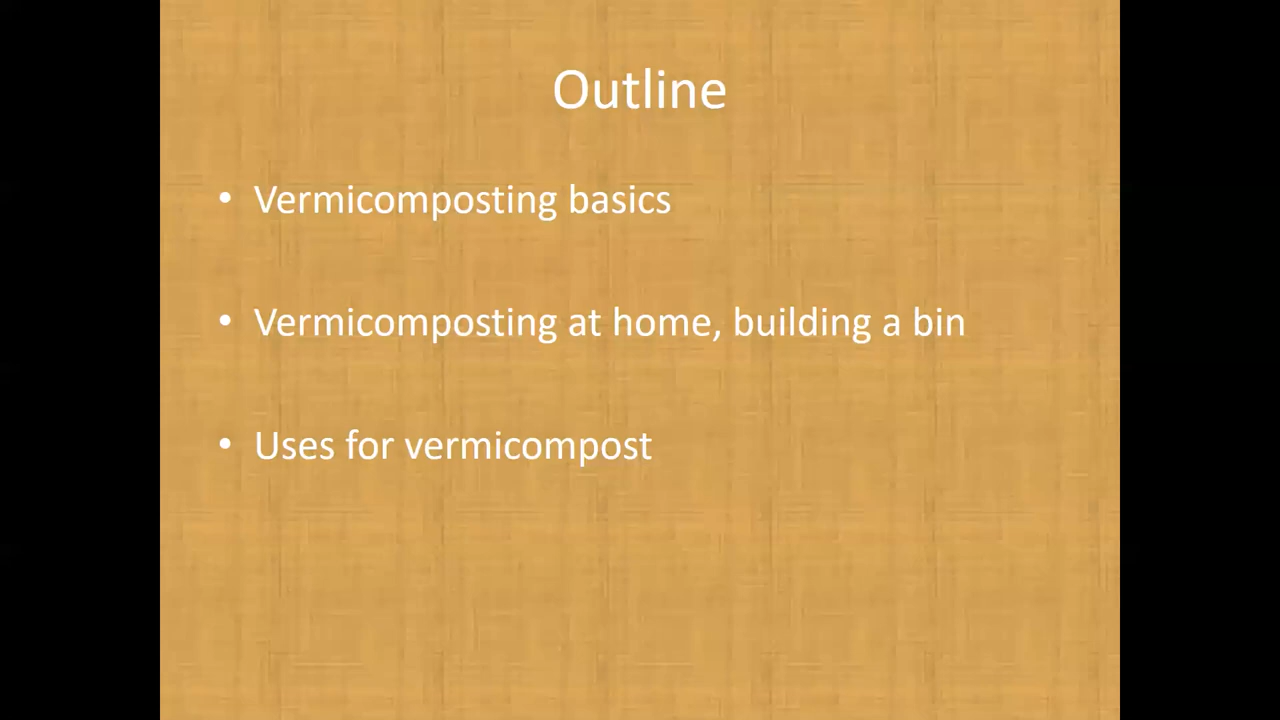 Outline
• Vermicomposting basics
• Vermicomposting at home, building a bin
• Uses for vermicompost